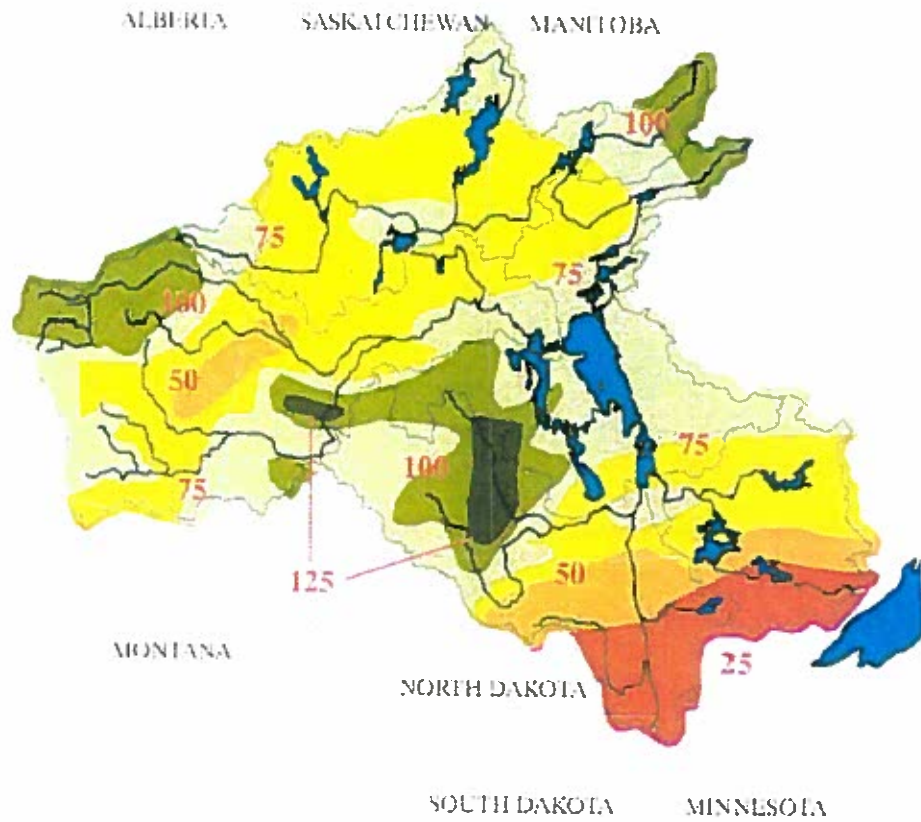 ALBERTA SASKATCHEWAN MANITOBA
100
75
75
100
50
75
100
75
125
50
MONTANA
25
NORTH DAKOTA
SOUTH DAKOTA MINNESOTA